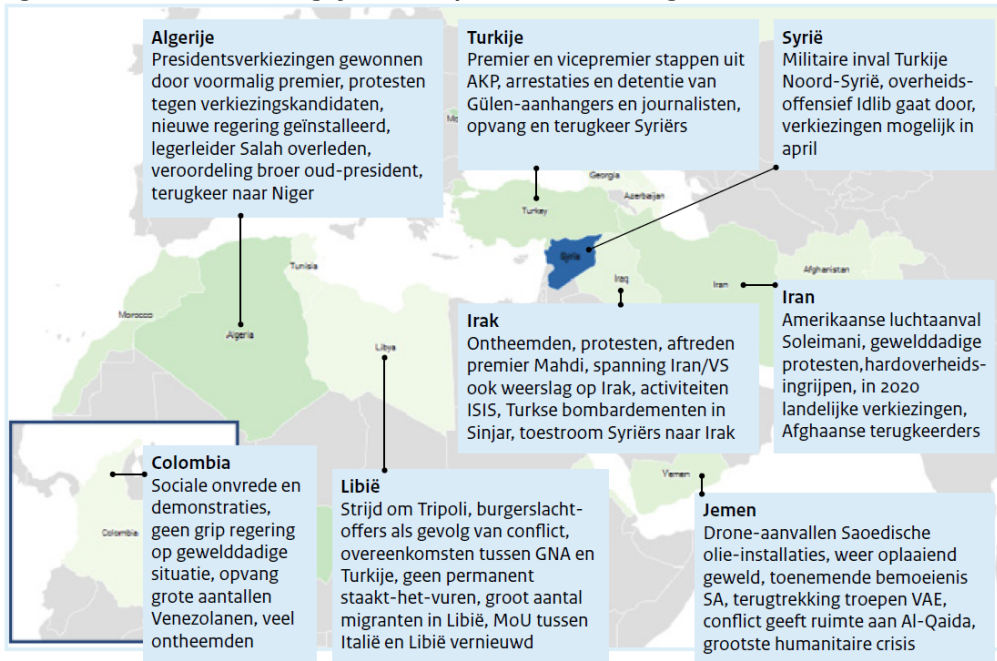 Algerije
Presidentsverkiezingen gewonnen
door voormalig premier, protesten
tegen verkiezingskandidaten,
nieuwe regering geïnstalleerd,
legerleider Salah overleden,
veroordeling broer oud-president,
terugkeer naar Niger
Turkije
Premier en vicepremier stappen uit
AKP, arrestaties en detentie van
Gülen-aanhangers en journalisten,
opvang en terugkeer Syriërs
Syrië
Militaire inval Turkije
Noord-Syrië, overheids-
offensief Idlib gaat door,
verkiezingen mogelijk in
april
Georgia
Azerbaijan
Turkey
Syria
Tunisia
Iraq
Iran
Afghanistan
Morocco
Algeria
Libya
Irak
Ontheemden, protesten, aftreden
premier Mahdi, spanning Iran/VS
ook weerslag op Irak, activiteiten
ISIS, Turkse bombardementen in
Sinjar, toestroom Syriërs naar Irak
Iran
Amerikaanse luchtaanval
Soleimani, gewelddadige
protesten,hardoverheids-
ingrijpen, in 2020
landelijke verkiezingen,
Afghaanse terugkeerders
Colombia
Colombia
Sociale onvrede en
demonstraties,
geen grip regering
op gewelddadige
situatie, opvang
grote aantallen
Venezolanen, veel
ontheemden
Libië
Strijd om Tripoli, burgerslacht-
offers als gevolg van conflict,
overeenkomsten tussen GNA en
Turkije, geen permanent
staakt-het-vuren, groot aantal
migranten in Libië, MoU tussen
Italië en Libië vernieuwd
Yemen
Jemen
Drone-aanvallen Saoedische
olie-installaties, weer oplaaiend
geweld, toenemende bemoeienis
SA, terugtrekking troepen VAE,
conflict geeft ruimte aan Al-Qaida,
grootste humanitaire crisis